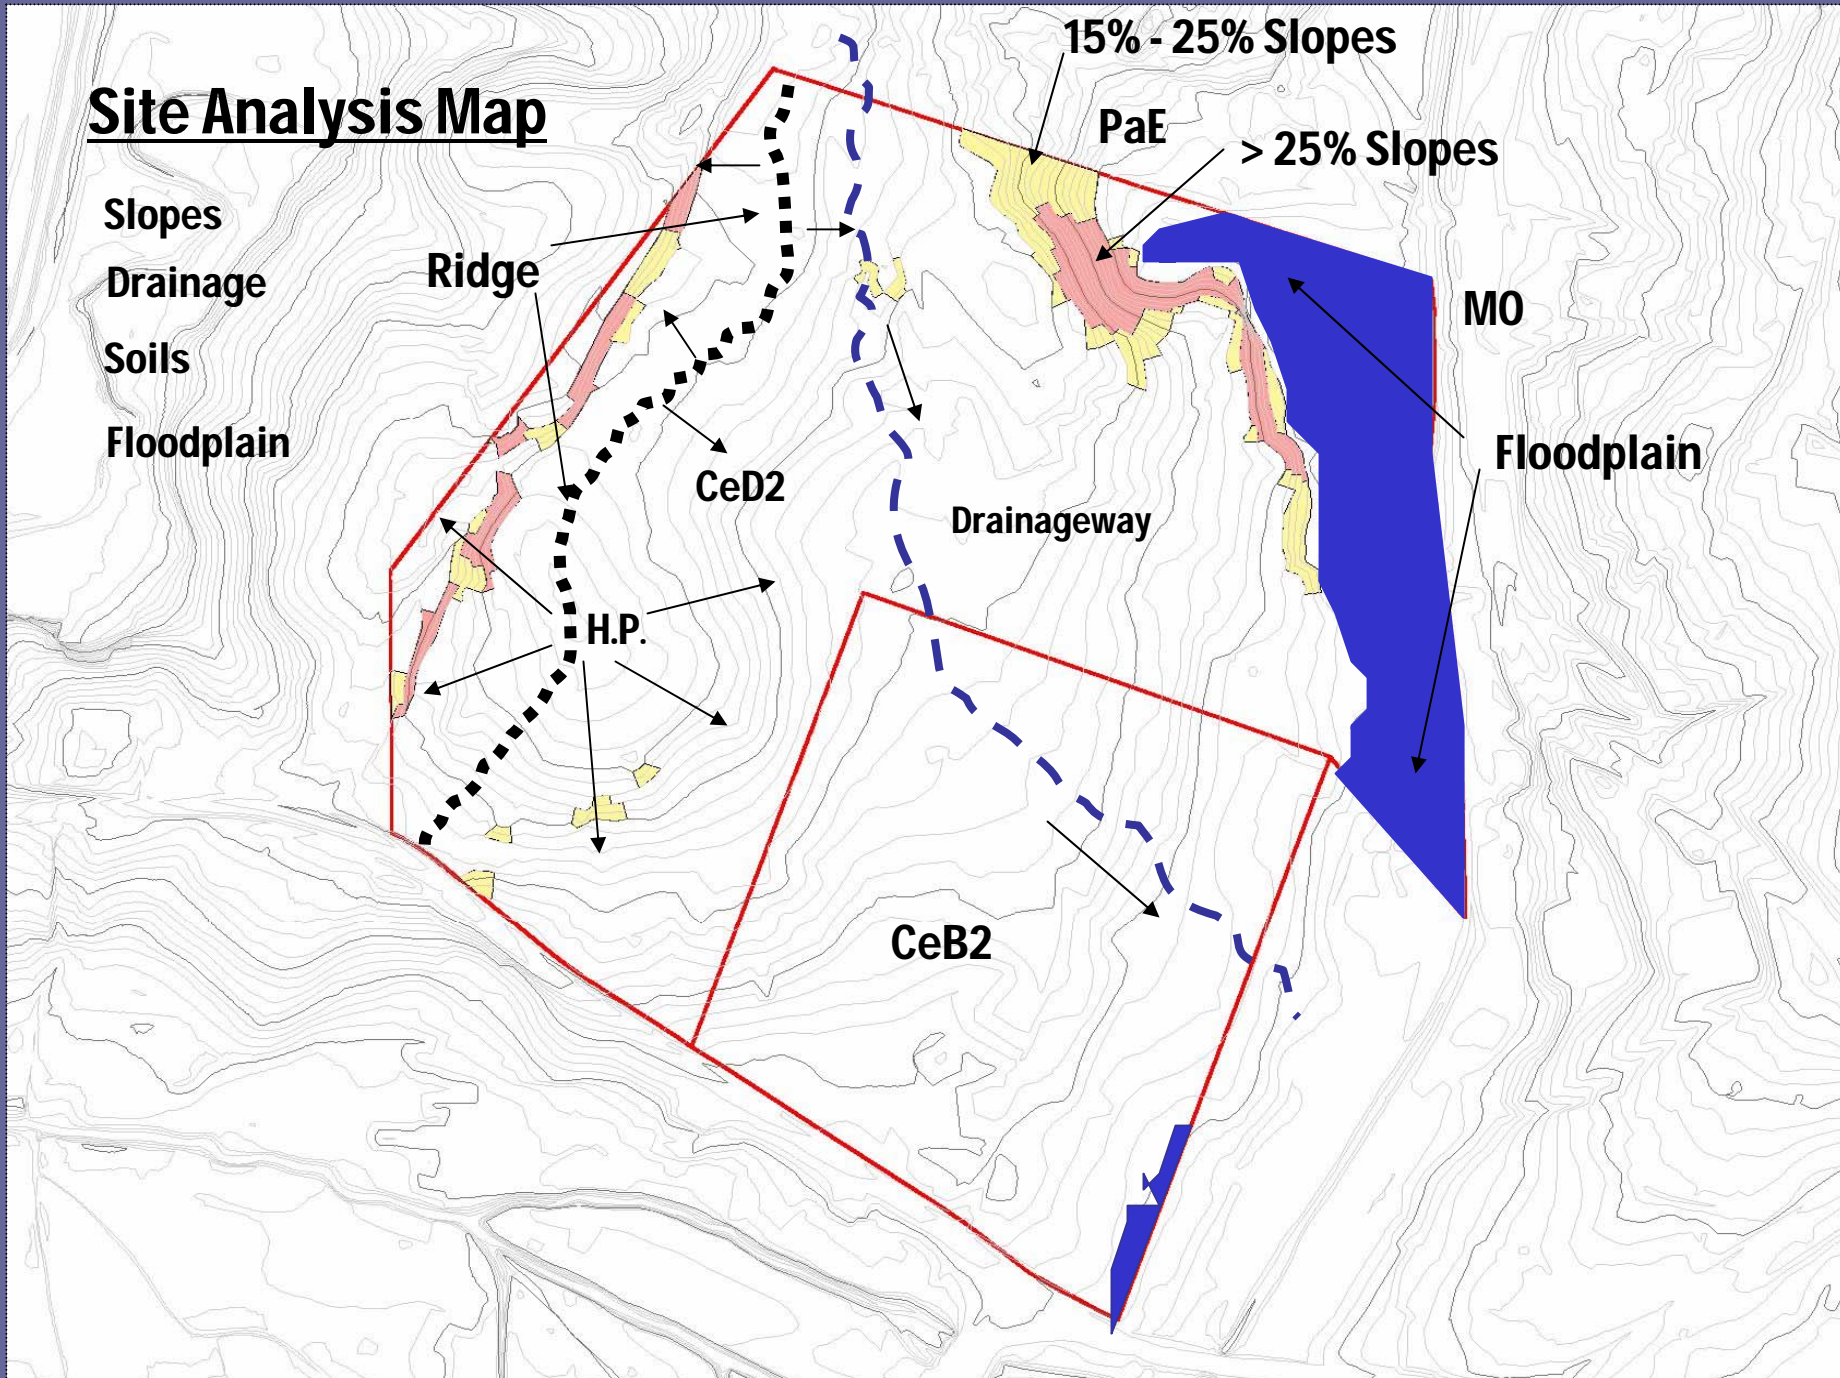 15% - 25% Slopes
Site Analysis Map
PaE
> 25% Slopes
Slopes
Ridge
Drainage
MO
Soils
Floodplain
Floodplain
CeD2
Drainageway
H.P.
CeB2